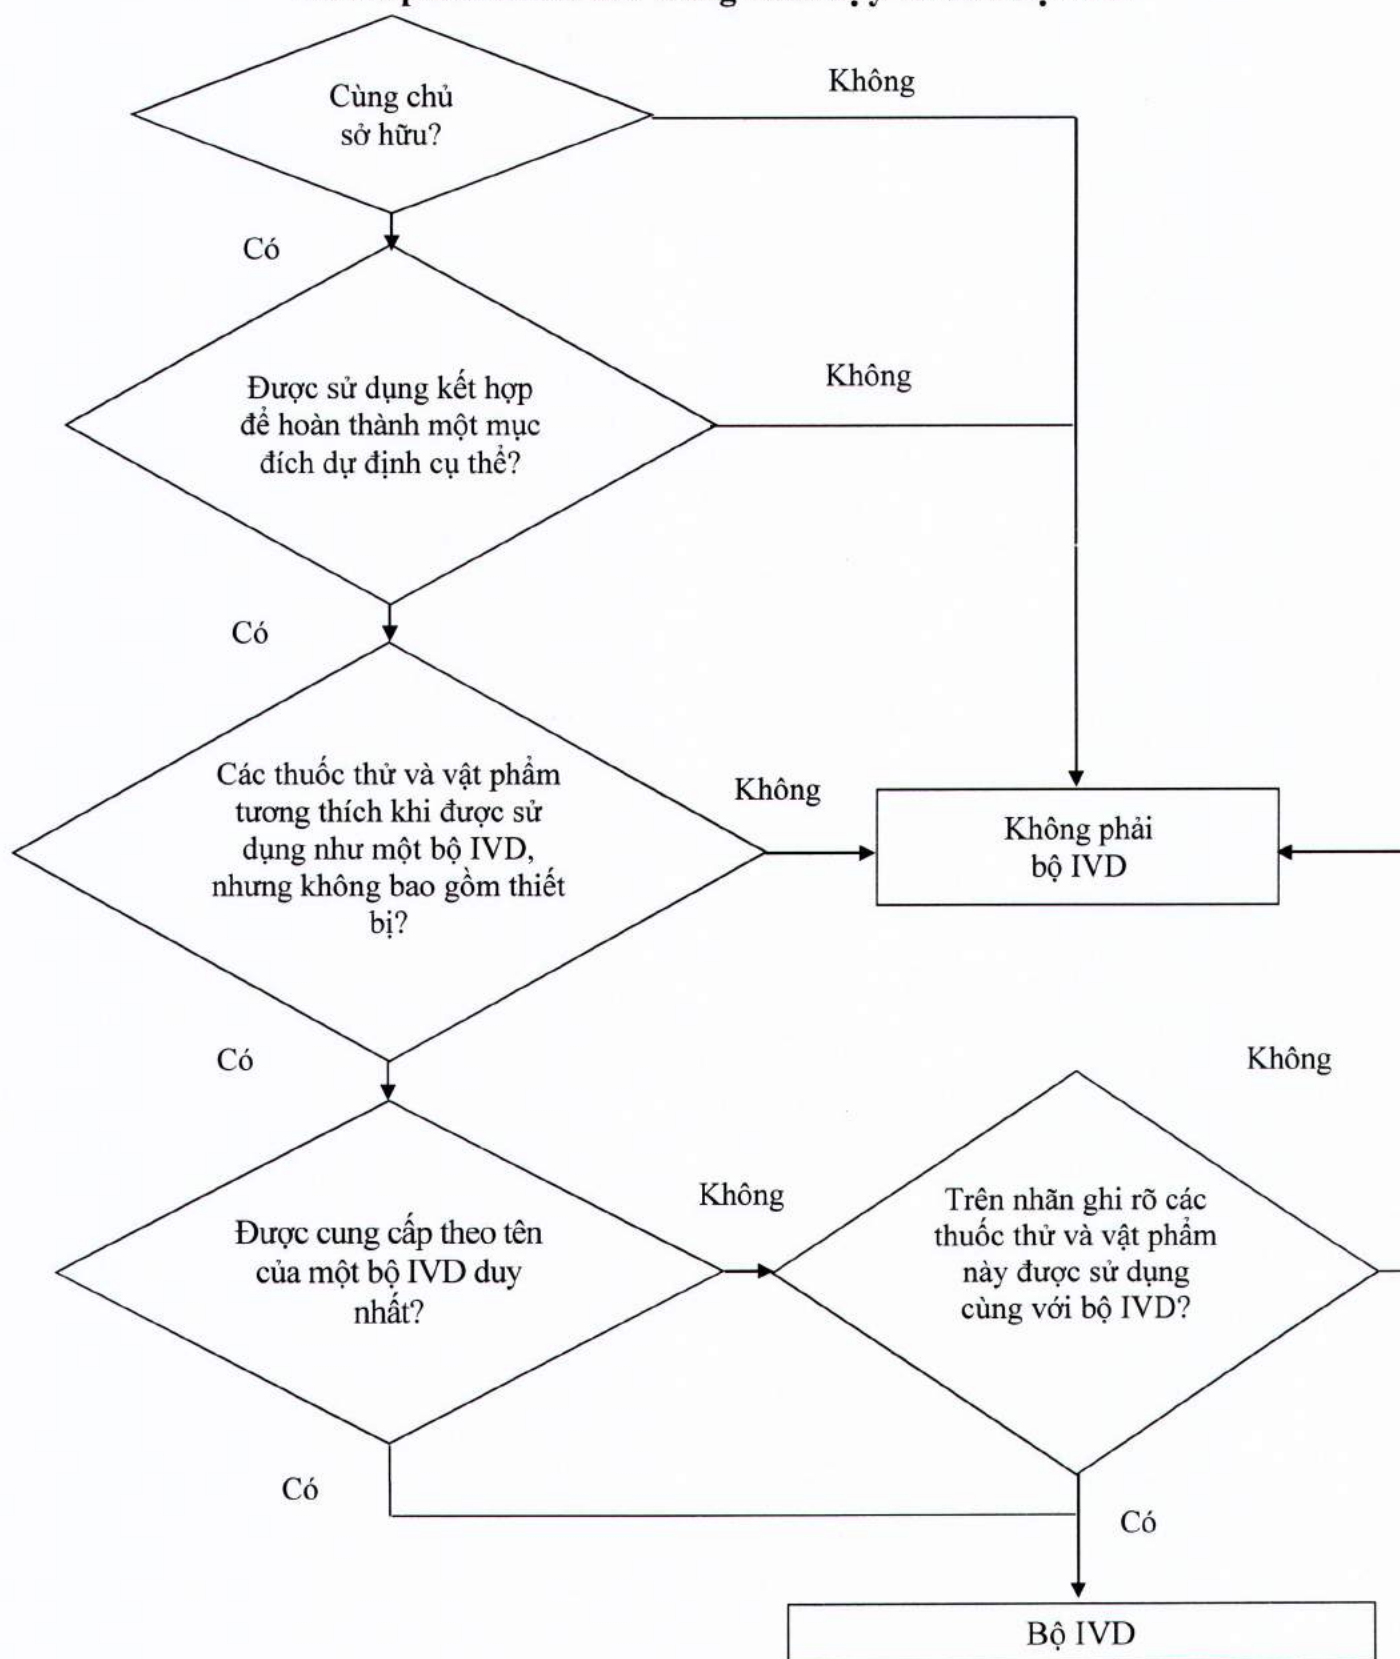 Không
Cùng chủ
sở hữu?
Có
Không
Được sử dụng kết hợp
để hoàn thành một mục
đích dự định cụ thể?
Có
Các thuốc thử và vật phẩm
tương thích khi được sử
dụng như một bộ IVD,
nhưng không bao gồm thiết
bị?
Không
Không phải
bộ IVD
Có
Không
Không
Được cung cấp theo tên
của một bộ IVD duy
nhất?
Trên nhãn ghi rõ các
thuốc thử và vật phẩm
này được sử dụng
cùng với bộ IVD?
Có
Có
Bộ IVD